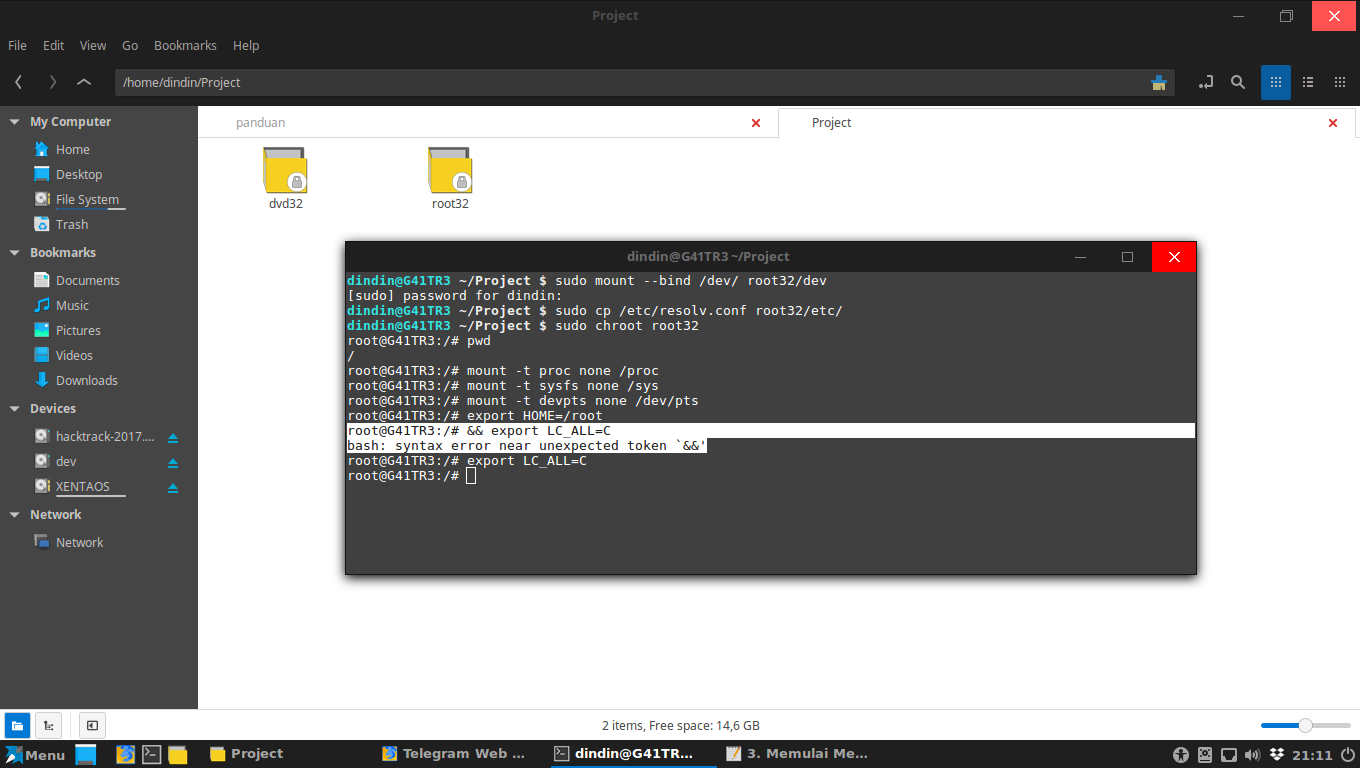 Project
File Edit View Go Bookmarks Help
/home/dindin/Project
My Computer
Home
Desktop
File System
Trash
Bookmarks
Documents
Music
Pictures
Videos
Downloads
Devices
hacktrack-2017....
dev
XENTAOS
Network
Network
panduan
Project
dvd32
root32
dindin@G41TR3 ~/Project
dindin@G41TR3 ~/Project $ sudo mount --bind /dev/ root32/dev
[sudo] password for dindin:
dindin@G41TR3 ~/Project $ sudo cp /etc/resolv.conf root32/etc/
dindin@G41TR3 ~/Project $ sudo chroot root32
root@G41TR3:/# pwd
/
root@G41TR3:/# mount -t proc none /proc
root@G41TR3:/# mount -t sysfs none /sys
root@G41TR3:/# mount -t devpts none /dev/pts
root@G41TR3:/# export HOME=/root
root@G41TR3:/# && export LC_ALL=C
bash: syntax error near unexpected token `&&'
root@G41TR3:/# export LC_ALL=C
root@G41TR3:/#
2 items, Free space: 14,6 GB
Menu
Project
Telegram Web ...
dindin@G41TR...
3. Memulai Me...
21:11